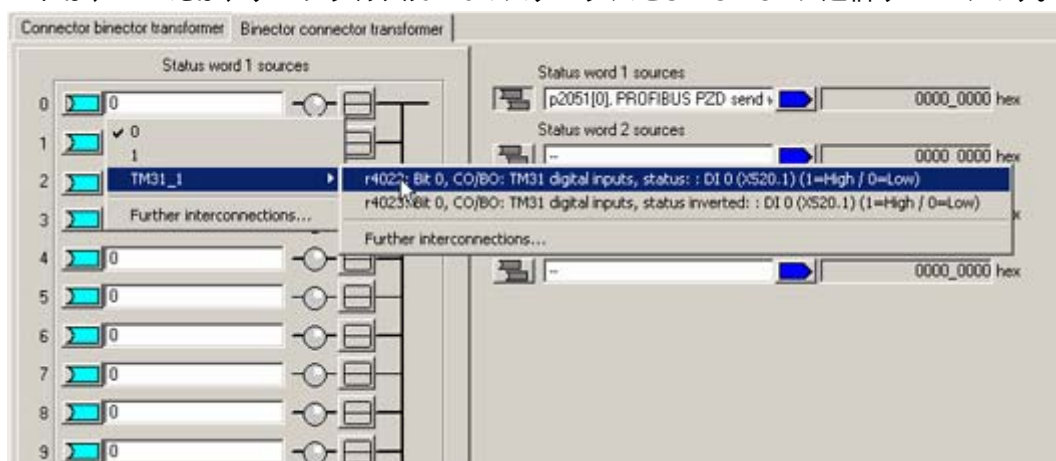 Connector binector transformer Binector connector transformer
Status word 1 sources
0 0
✓ 0
1
1
2 TM31_1
r4022: Bit 0, CO/BO: TM31 digital inputs, status: : DI 0 (X520.1) (1=High / 0=Low)
r4023: Bit 0, CO/BO: TM31 digital inputs, status inverted: : DI 0 (X520.1) (1=High / 0=Low)
3 Further interconnections...
Further interconnections...
4 0
5 0
6 0
7 0
8 0
9 0
Status word 1 sources
p2051[0], PROFIBUS PZD send 0000_0000 hex
Status word 2 sources
-- 0000_0000 hex
-- 0000_0000 hex